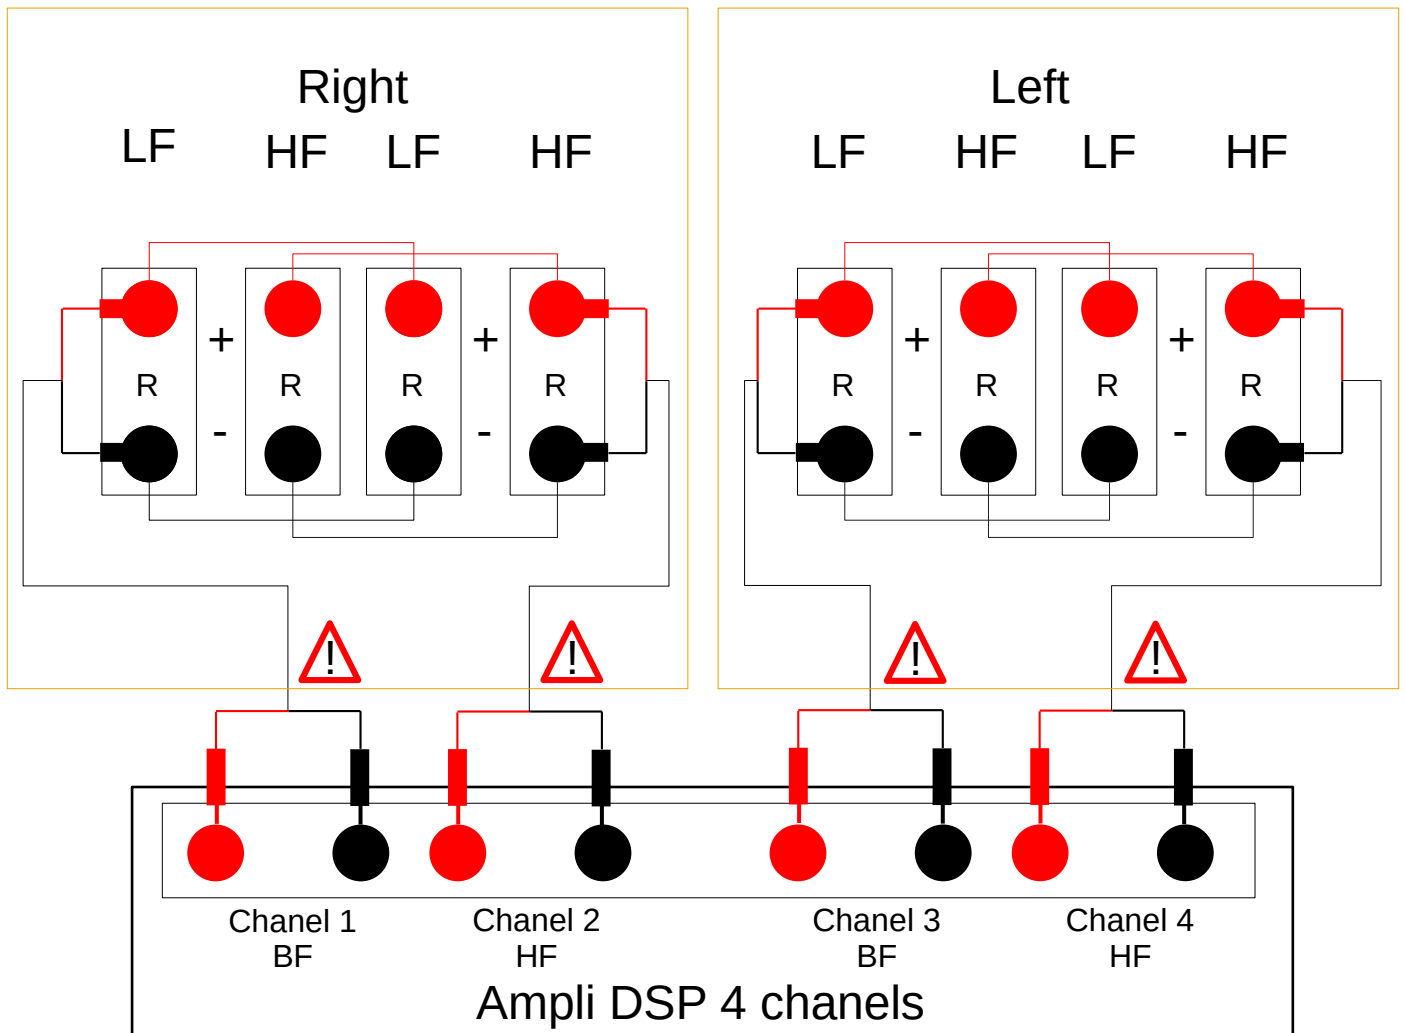 Right
Left
LF HF LF HF
LF HF LF HF
+ +
+ +
R R R R
R R R R
- -
- -
! !
! !
Chanel 1
BF
Chanel 2
HF
Chanel 3
BF
Chanel 4
HF
Ampli DSP 4 chanels